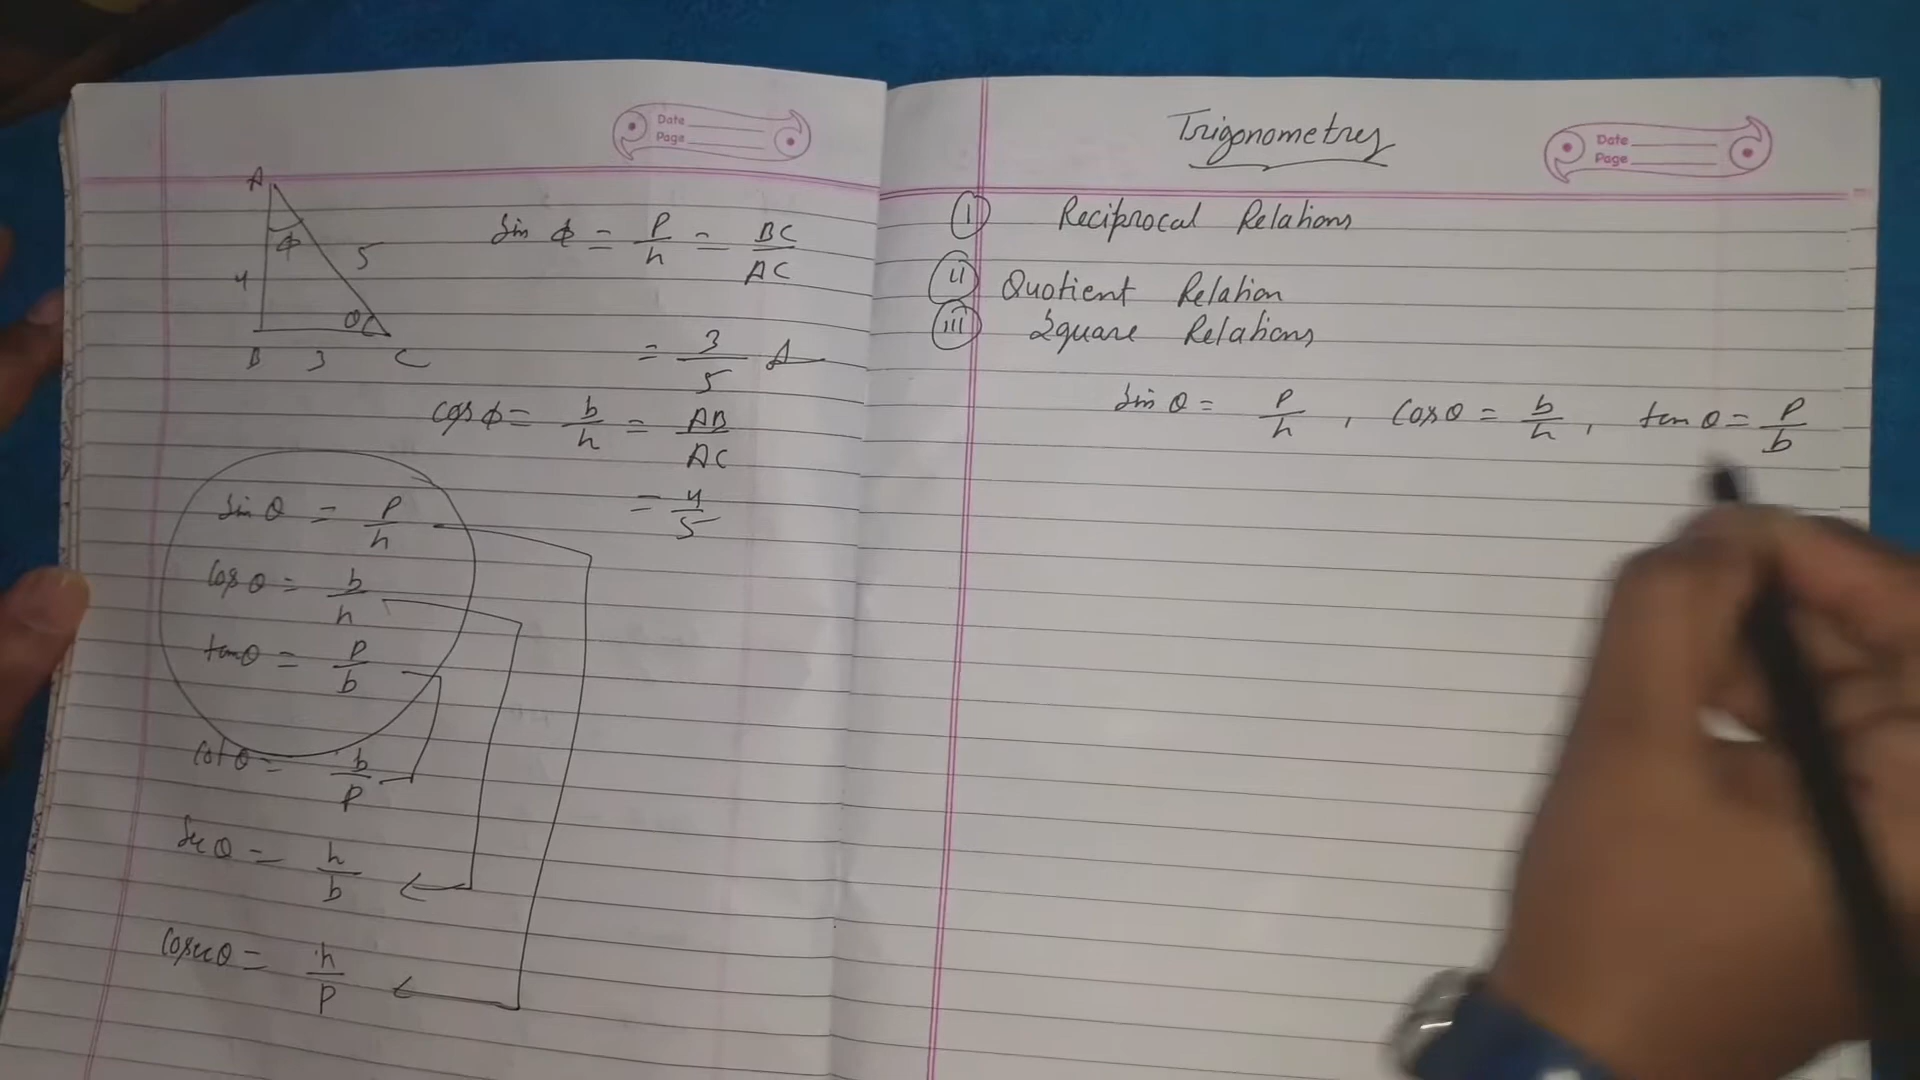 Date
Page
A
ϕ
4
5
θ
B 3 C
Sin ϕ = P/h = BC/AC
= 3/5
cos ϕ = b/h = AB/AC
= 4/5
Sin θ = P/h
cos θ = b/h
tan θ = P/b
cot θ = b/P
Sec θ = h/b
Cosec θ = h/P
Trigonometry
Date
Page
(i) Reciprocal Relations
(ii) Quotient Relation
(iii) Square Relations
Sin θ = P/h , Cos θ = b/h , tan θ = P/b